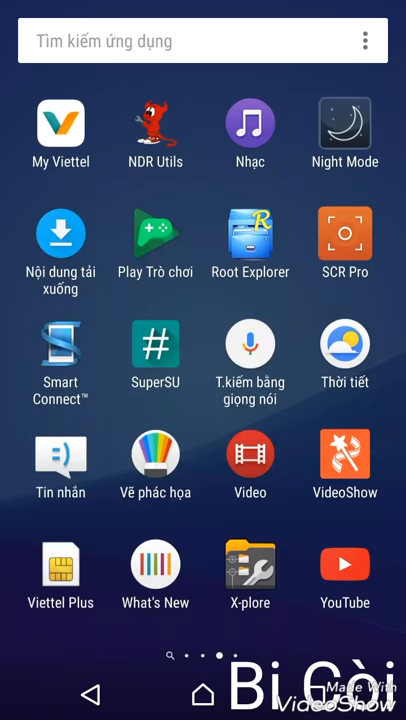 Tìm kiếm ứng dụng
My Viettel
NDR Utils
Nhạc
Night Mode
Nội dung tải
xuống
Play Trò chơi
Root Explorer
SCR Pro
Smart
Connect™
SuperSU
T.kiếm bằng
giọng nói
Thời tiết
Tin nhắn
Vẽ phác họa
Video
VideoShow
Viettel Plus
What's New
X-plore
YouTube
Bi Còi
Made With
VideoShow